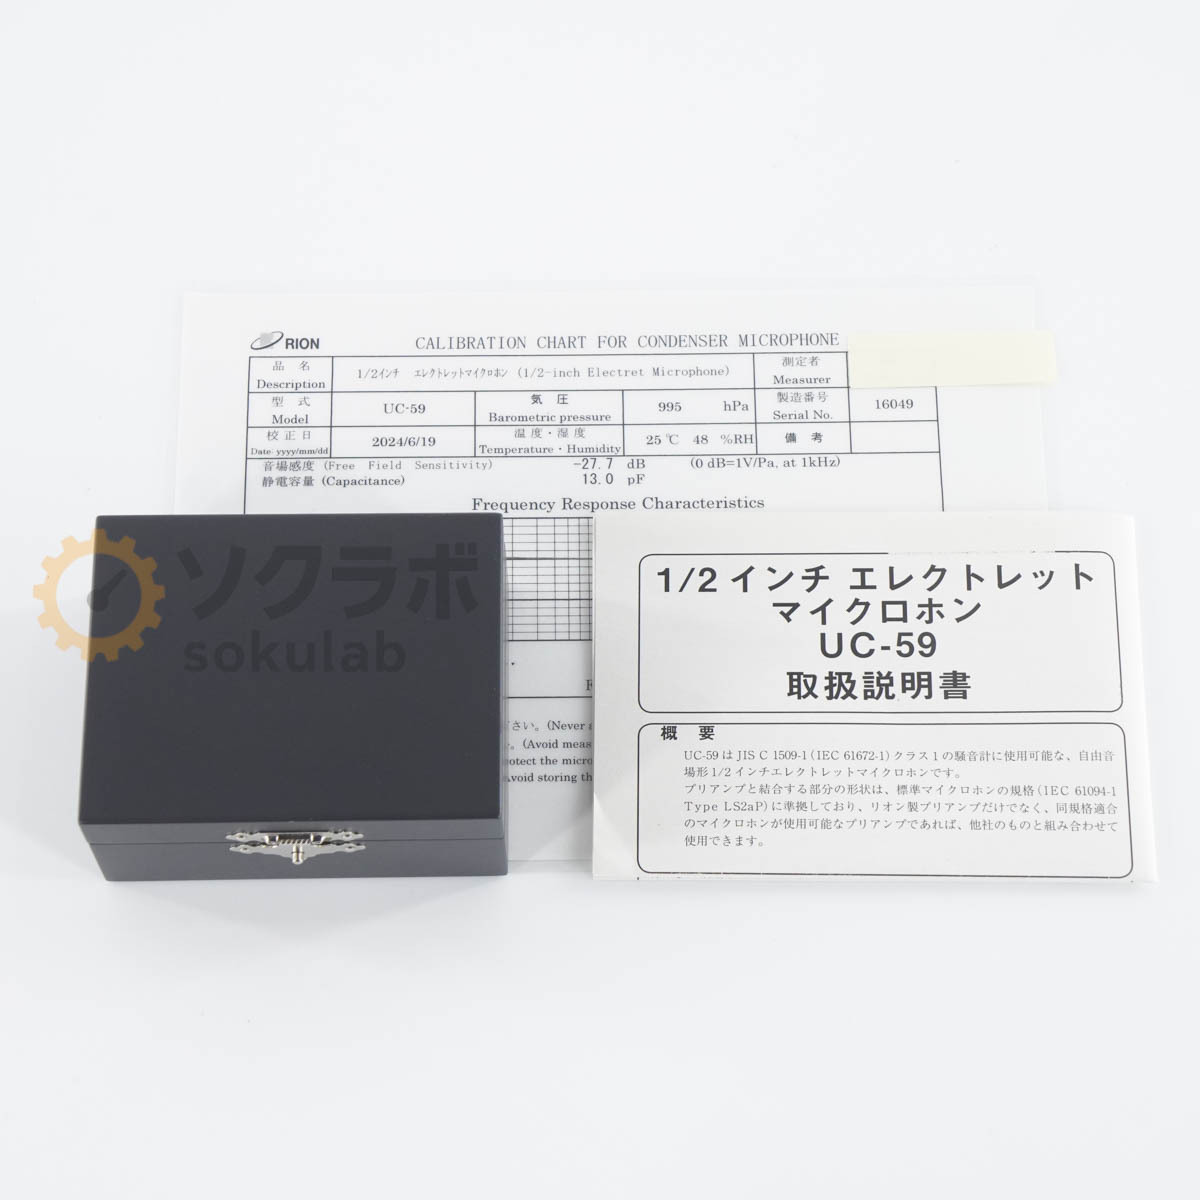 RION
CALIBRATION CHART FOR CONDENSER MICROPHONE
品 名
Description
1/2インチ エレクトレットマイクロホン (1/2-inch Electret Microphone)
測定者
Measurer
型 式
Model
UC-59
気 圧
Barometric pressure
995 hPa
製造番号
Serial No.
16049
校正日
Date yyyy/mm/dd
2024/6/19
温度・湿度
Temperature・Humidity
25℃ 48 %RH
備 考
音場感度 (Free Field Sensitivity) -27.7 dB (0 dB=1V/Pa, at 1kHz)
静電容量 (Capacitance) 13.0 pF
Frequency Response Characteristics
さい。(Never
。(Avoid meas
otect the micro
void storing th
ソクラボ
sokulab
1/2 インチ エレクトレット
マイクロホン
UC-59
取扱説明書
概 要
UC-59 は JIS C 1509-1 (IEC 61672-1) クラス 1 の騒音計に使用可能な、自由音
場形 1/2 インチエレクトレットマイクロホンです。
プリアンプと結合する部分の形状は、標準マイクロホンの規格 (IEC 61094-1
Type LS2aP) に準拠しており、リオン製プリアンプだけでなく、同規格適合
のマイクロホンが使用可能なプリアンプであれば、他社のものと組み合わせて
使用できます。